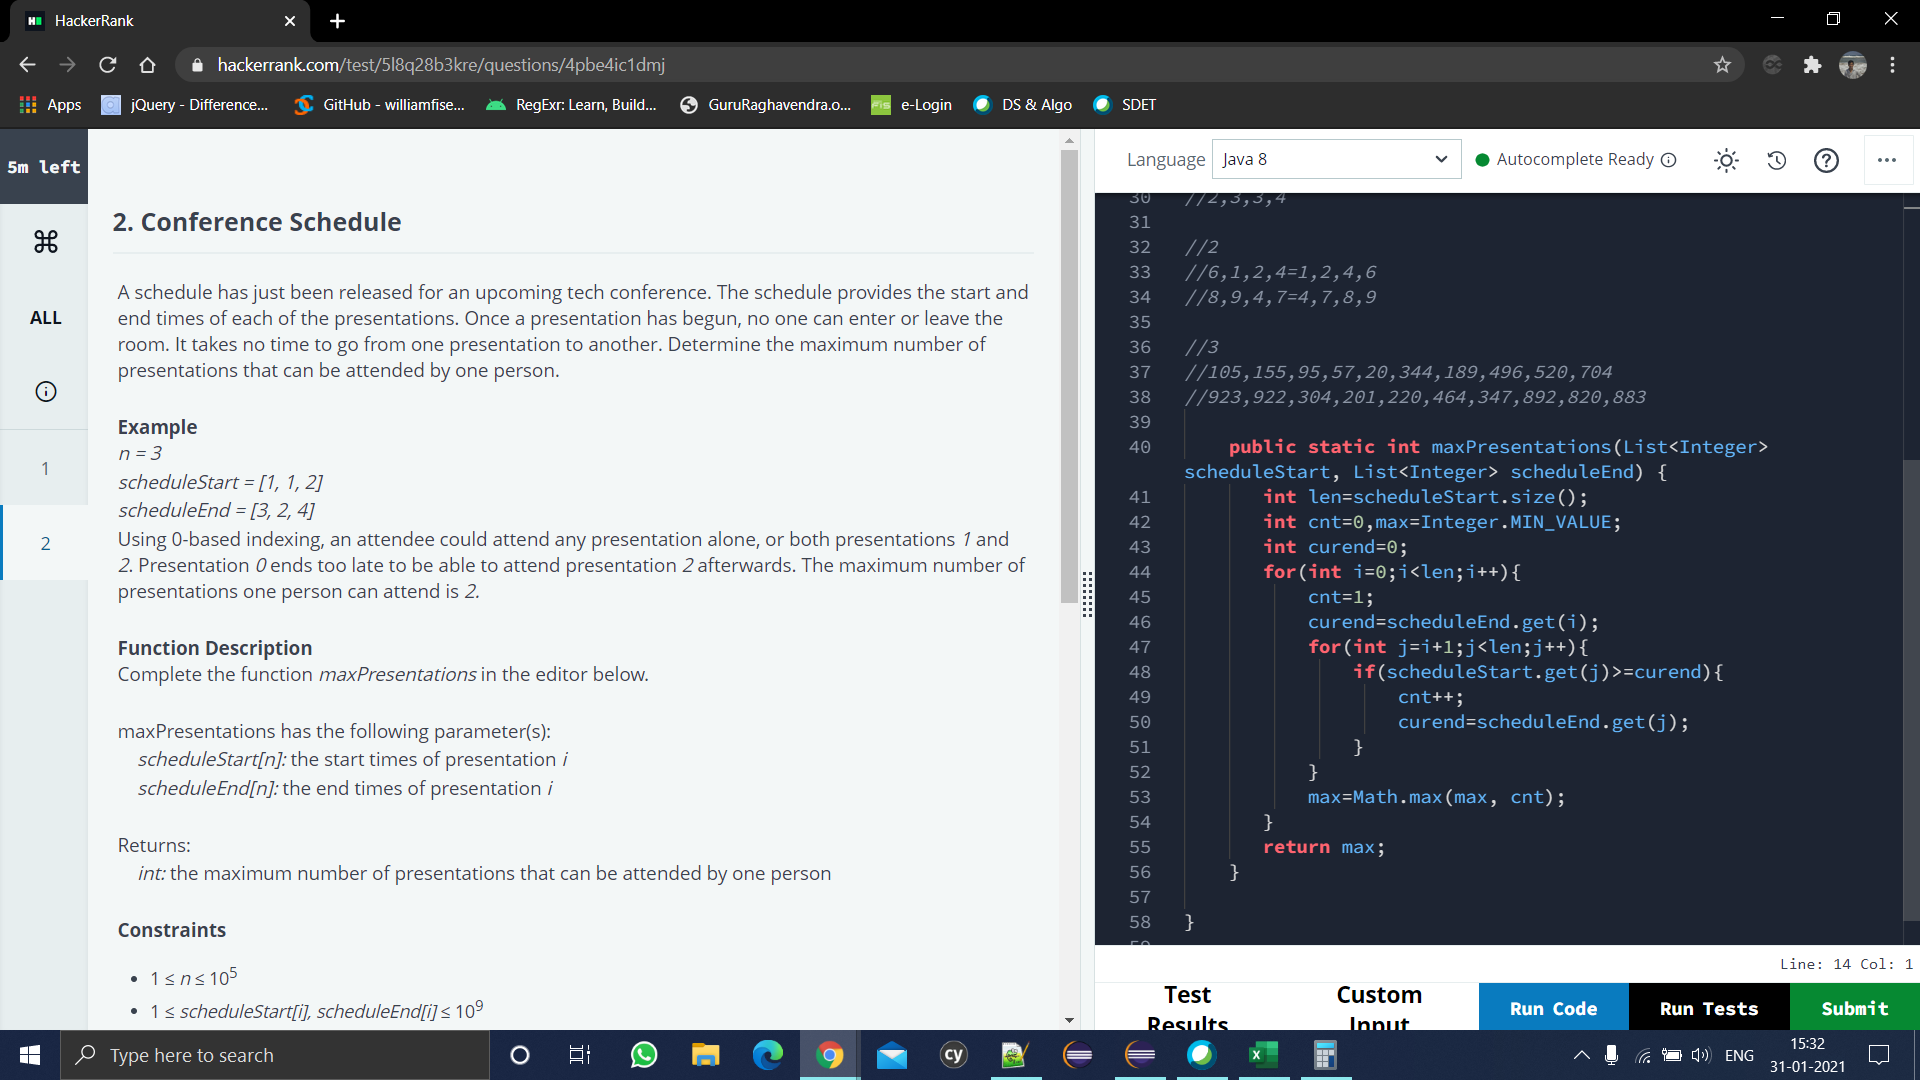 HackerRank
hackerrank.com/test/5l8q28b3kre/questions/4pbe4ic1dmj
Apps
jQuery - Difference...
GitHub - williamfise...
RegExr: Learn, Build...
GuruRaghavendra.o...
fis
e-Login
DS & Algo
SDET
5m left
ALL
1
2
2. Conference Schedule
A schedule has just been released for an upcoming tech conference. The schedule provides the start and
end times of each of the presentations. Once a presentation has begun, no one can enter or leave the
room. It takes no time to go from one presentation to another. Determine the maximum number of
presentations that can be attended by one person.
Example
n = 3
scheduleStart = [1, 1, 2]
scheduleEnd = [3, 2, 4]
Using 0-based indexing, an attendee could attend any presentation alone, or both presentations 1 and
2. Presentation 0 ends too late to be able to attend presentation 2 afterwards. The maximum number of
presentations one person can attend is 2.
Function Description
Complete the function maxPresentations in the editor below.
maxPresentations has the following parameter(s):
scheduleStart[n]: the start times of presentation i
scheduleEnd[n]: the end times of presentation i
Returns:
int: the maximum number of presentations that can be attended by one person
Constraints
• 1 ≤ n ≤ 10^5
• 1 ≤ scheduleStart[i], scheduleEnd[i] ≤ 10^9
Language
Java 8
Autocomplete Ready
30 //2,3,3,4
31
32 //2
33 //6,1,2,4=1,2,4,6
34 //8,9,4,7=4,7,8,9
35
36 //3
37 //105,155,95,57,20,344,189,496,520,704
38 //923,922,304,201,220,464,347,892,820,883
39
40 public static int maxPresentations(List<Integer>
scheduleStart, List<Integer> scheduleEnd) {
41 int len=scheduleStart.size();
42 int cnt=0,max=Integer.MIN_VALUE;
43 int curend=0;
44 for(int i=0;i<len;i++){
45 cnt=1;
46 curend=scheduleEnd.get(i);
47 for(int j=i+1;j<len;j++){
48 if(scheduleStart.get(j)>=curend){
49 cnt++;
50 curend=scheduleEnd.get(j);
51 }
52 }
53 max=Math.max(max, cnt);
54 }
55 return max;
56 }
57
58 }
59
Line: 14 Col: 1
Test
Results
Custom
Input
Run Code
Run Tests
Submit
Type here to search
cy
ENG
15:32
31-01-2021